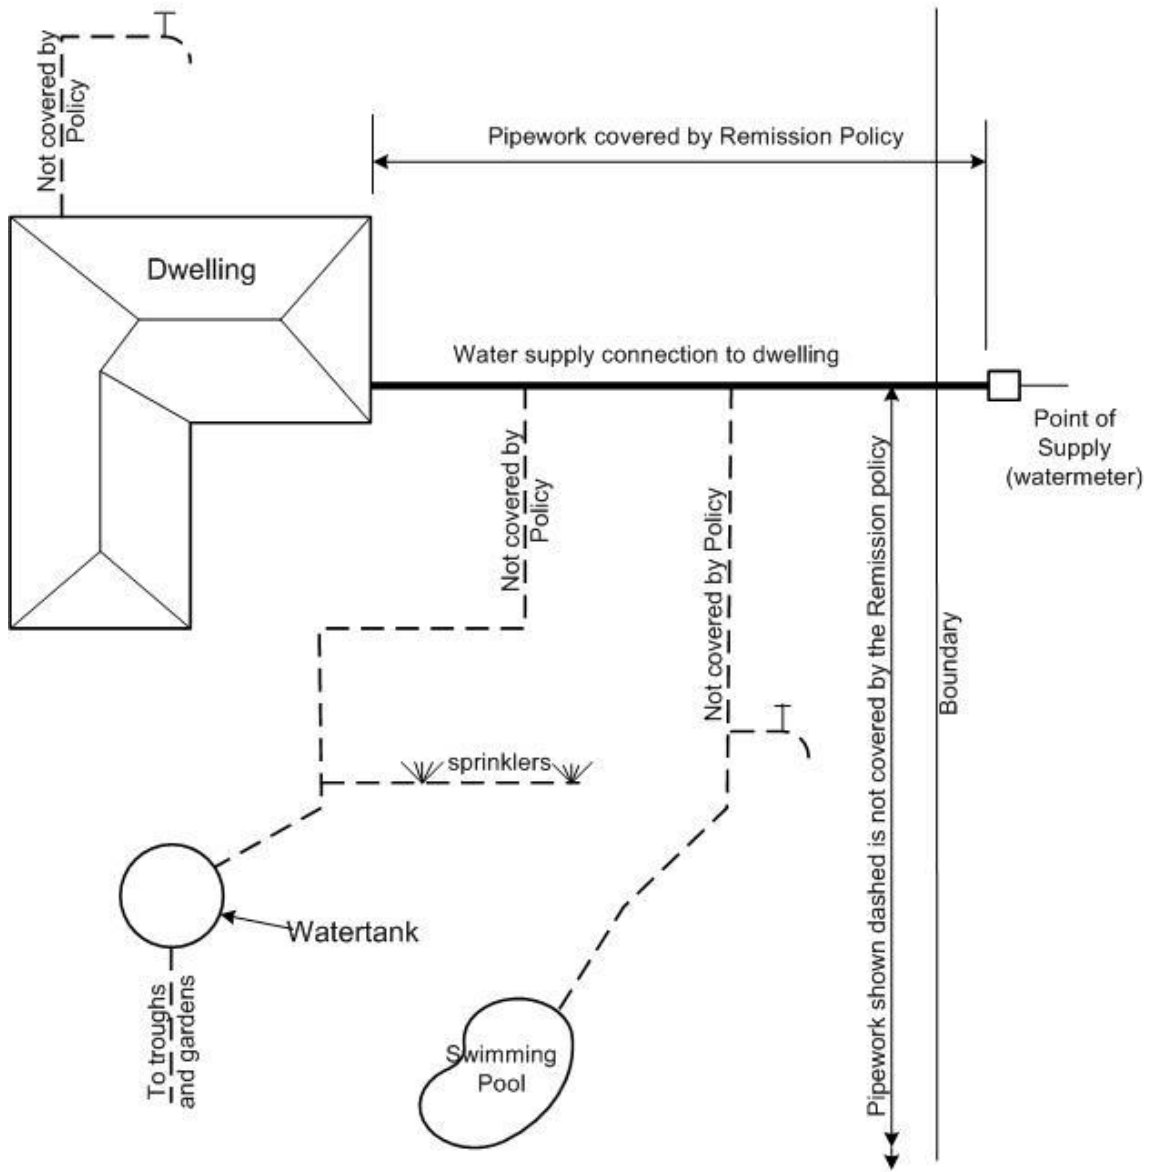 Not covered by
Policy
Pipework covered by Remission Policy
Dwelling
Water supply connection to dwelling
Point of
Supply
(watermeter)
Not covered by
Policy
Not covered by Policy
Pipework shown dashed is not covered by the Remission policy
Boundary
sprinklers
Watertank
To troughs
and gardens
Swimming
Pool